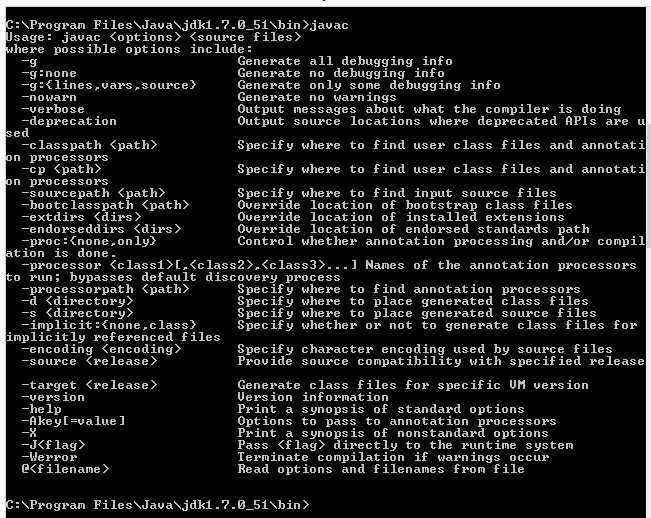 C:\Program Files\Java\jdk1.7.0_51\bin>javac
Usage: javac <options> <source files>
where possible options include:
  -g                         Generate all debugging info
  -g:none                    Generate no debugging info
  -g:{lines,vars,source}     Generate only some debugging info
  -nowarn                    Generate no warnings
  -verbose                   Output messages about what the compiler is doing
  -deprecation               Output source locations where deprecated APIs are u
sed
  -classpath <path>          Specify where to find user class files and annotati
on processors
  -cp <path>                 Specify where to find user class files and annotati
on processors
  -sourcepath <path>         Specify where to find input source files
  -bootclasspath <path>      Override location of bootstrap class files
  -extdirs <dirs>            Override location of installed extensions
  -endorseddirs <dirs>       Override location of endorsed standards path
  -proc:{none,only}          Control whether annotation processing and/or compil
ation is done.
  -processor <class1>[,<class2>,<class3>...] Names of the annotation processors
to run; bypasses default discovery process
  -processorpath <path>      Specify where to find annotation processors
  -d <directory>             Specify where to place generated class files
  -s <directory>             Specify where to place generated source files
  -implicit:{none,class}     Specify whether or not to generate class files for
implicitly referenced files
  -encoding <encoding>       Specify character encoding used by source files
  -source <release>          Provide source compatibility with specified release
  -target <release>          Generate class files for specific VM version
  -version                   Version information
  -help                      Print a synopsis of standard options
  -Akey[=value]              Options to pass to annotation processors
  -X                         Print a synopsis of nonstandard options
  -J<flag>                   Pass <flag> directly to the runtime system
  -Werror                    Terminate compilation if warnings occur
  @<filename>                Read options and filenames from file
C:\Program Files\Java\jdk1.7.0_51\bin>